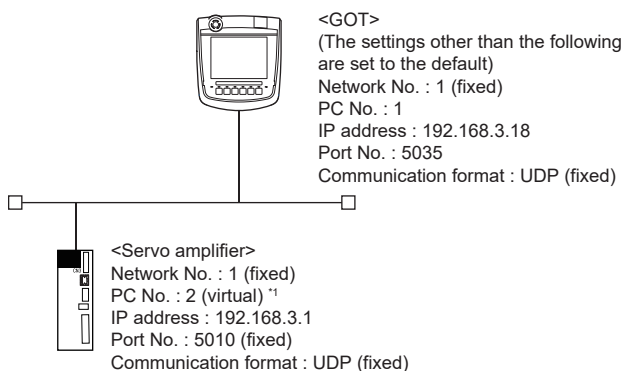 <GOT>
(The settings other than the following
are set to the default)
Network No. : 1 (fixed)
PC No. : 1
IP address : 192.168.3.18
Port No. : 5035
Communication format : UDP (fixed)
<Servo amplifier>
Network No. : 1 (fixed)
PC No. : 2 (virtual) *1
IP address : 192.168.3.1
Port No. : 5010 (fixed)
Communication format : UDP (fixed)